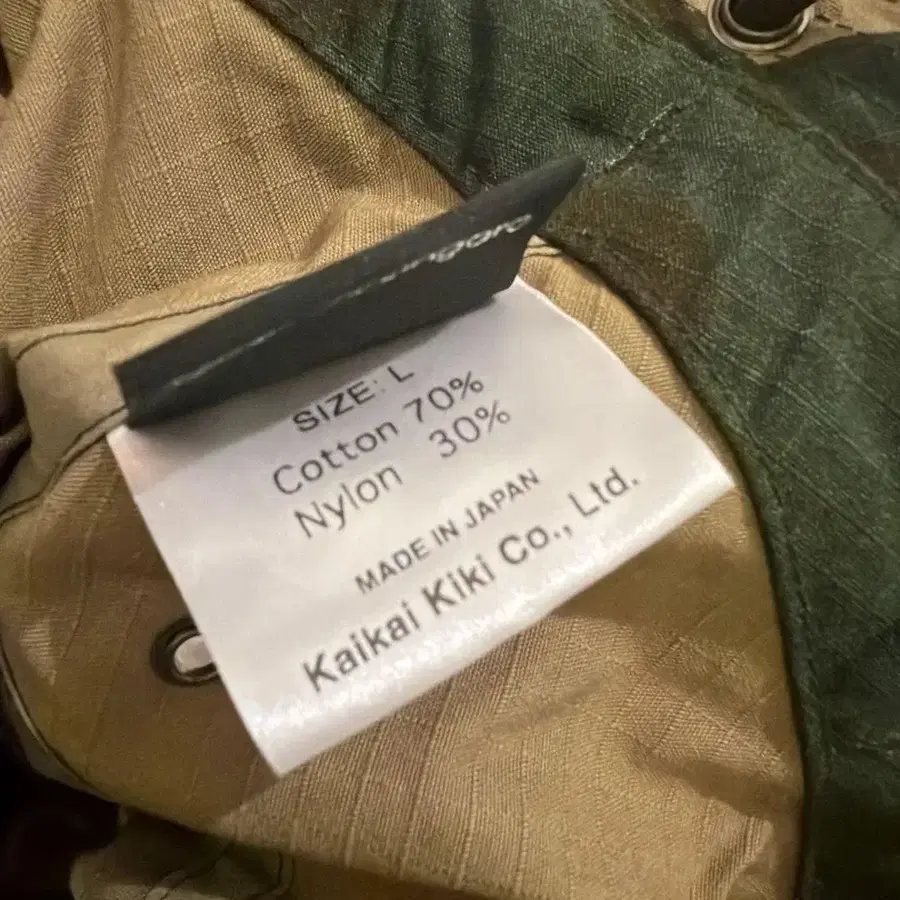 SIZE: L
Cotton 70%
Nylon 30%
MADE IN JAPAN
Kaikai Kiki Co., Ltd.